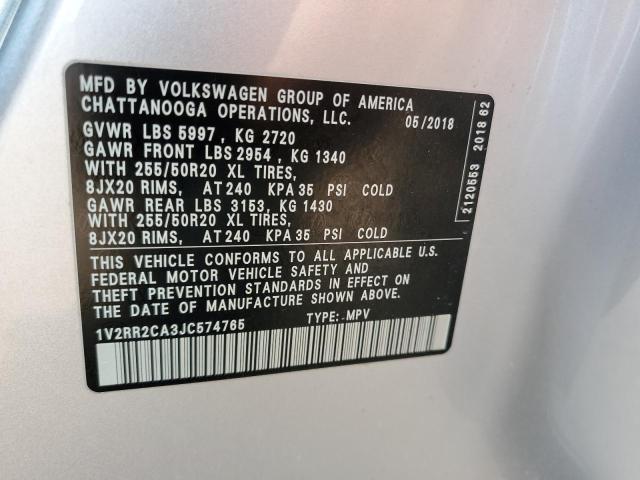 MFD BY VOLKSWAGEN GROUP OF AMERICA
CHATTANOOGA OPERATIONS, LLC. 05/2018
GVWR LBS 5997, KG 2720
GAWR FRONT LBS 2954, KG 1340
WITH 255/50R20 XL TIRES,
8JX20 RIMS, AT 240 KPA 35 PSI COLD
GAWR REAR LBS 3153, KG 1430
WITH 255/50R20 XL TIRES,
8JX20 RIMS, AT 240 KPA 35 PSI COLD
THIS VEHICLE CONFORMS TO ALL APPLICABLE U.S.
FEDERAL MOTOR VEHICLE SAFETY AND
THEFT PREVENTION STANDARDS IN EFFECT ON
THE DATE OF MANUFACTURE SHOWN ABOVE.
1V2RR2CA3JC574765 TYPE: MPV
2120553 2018 62